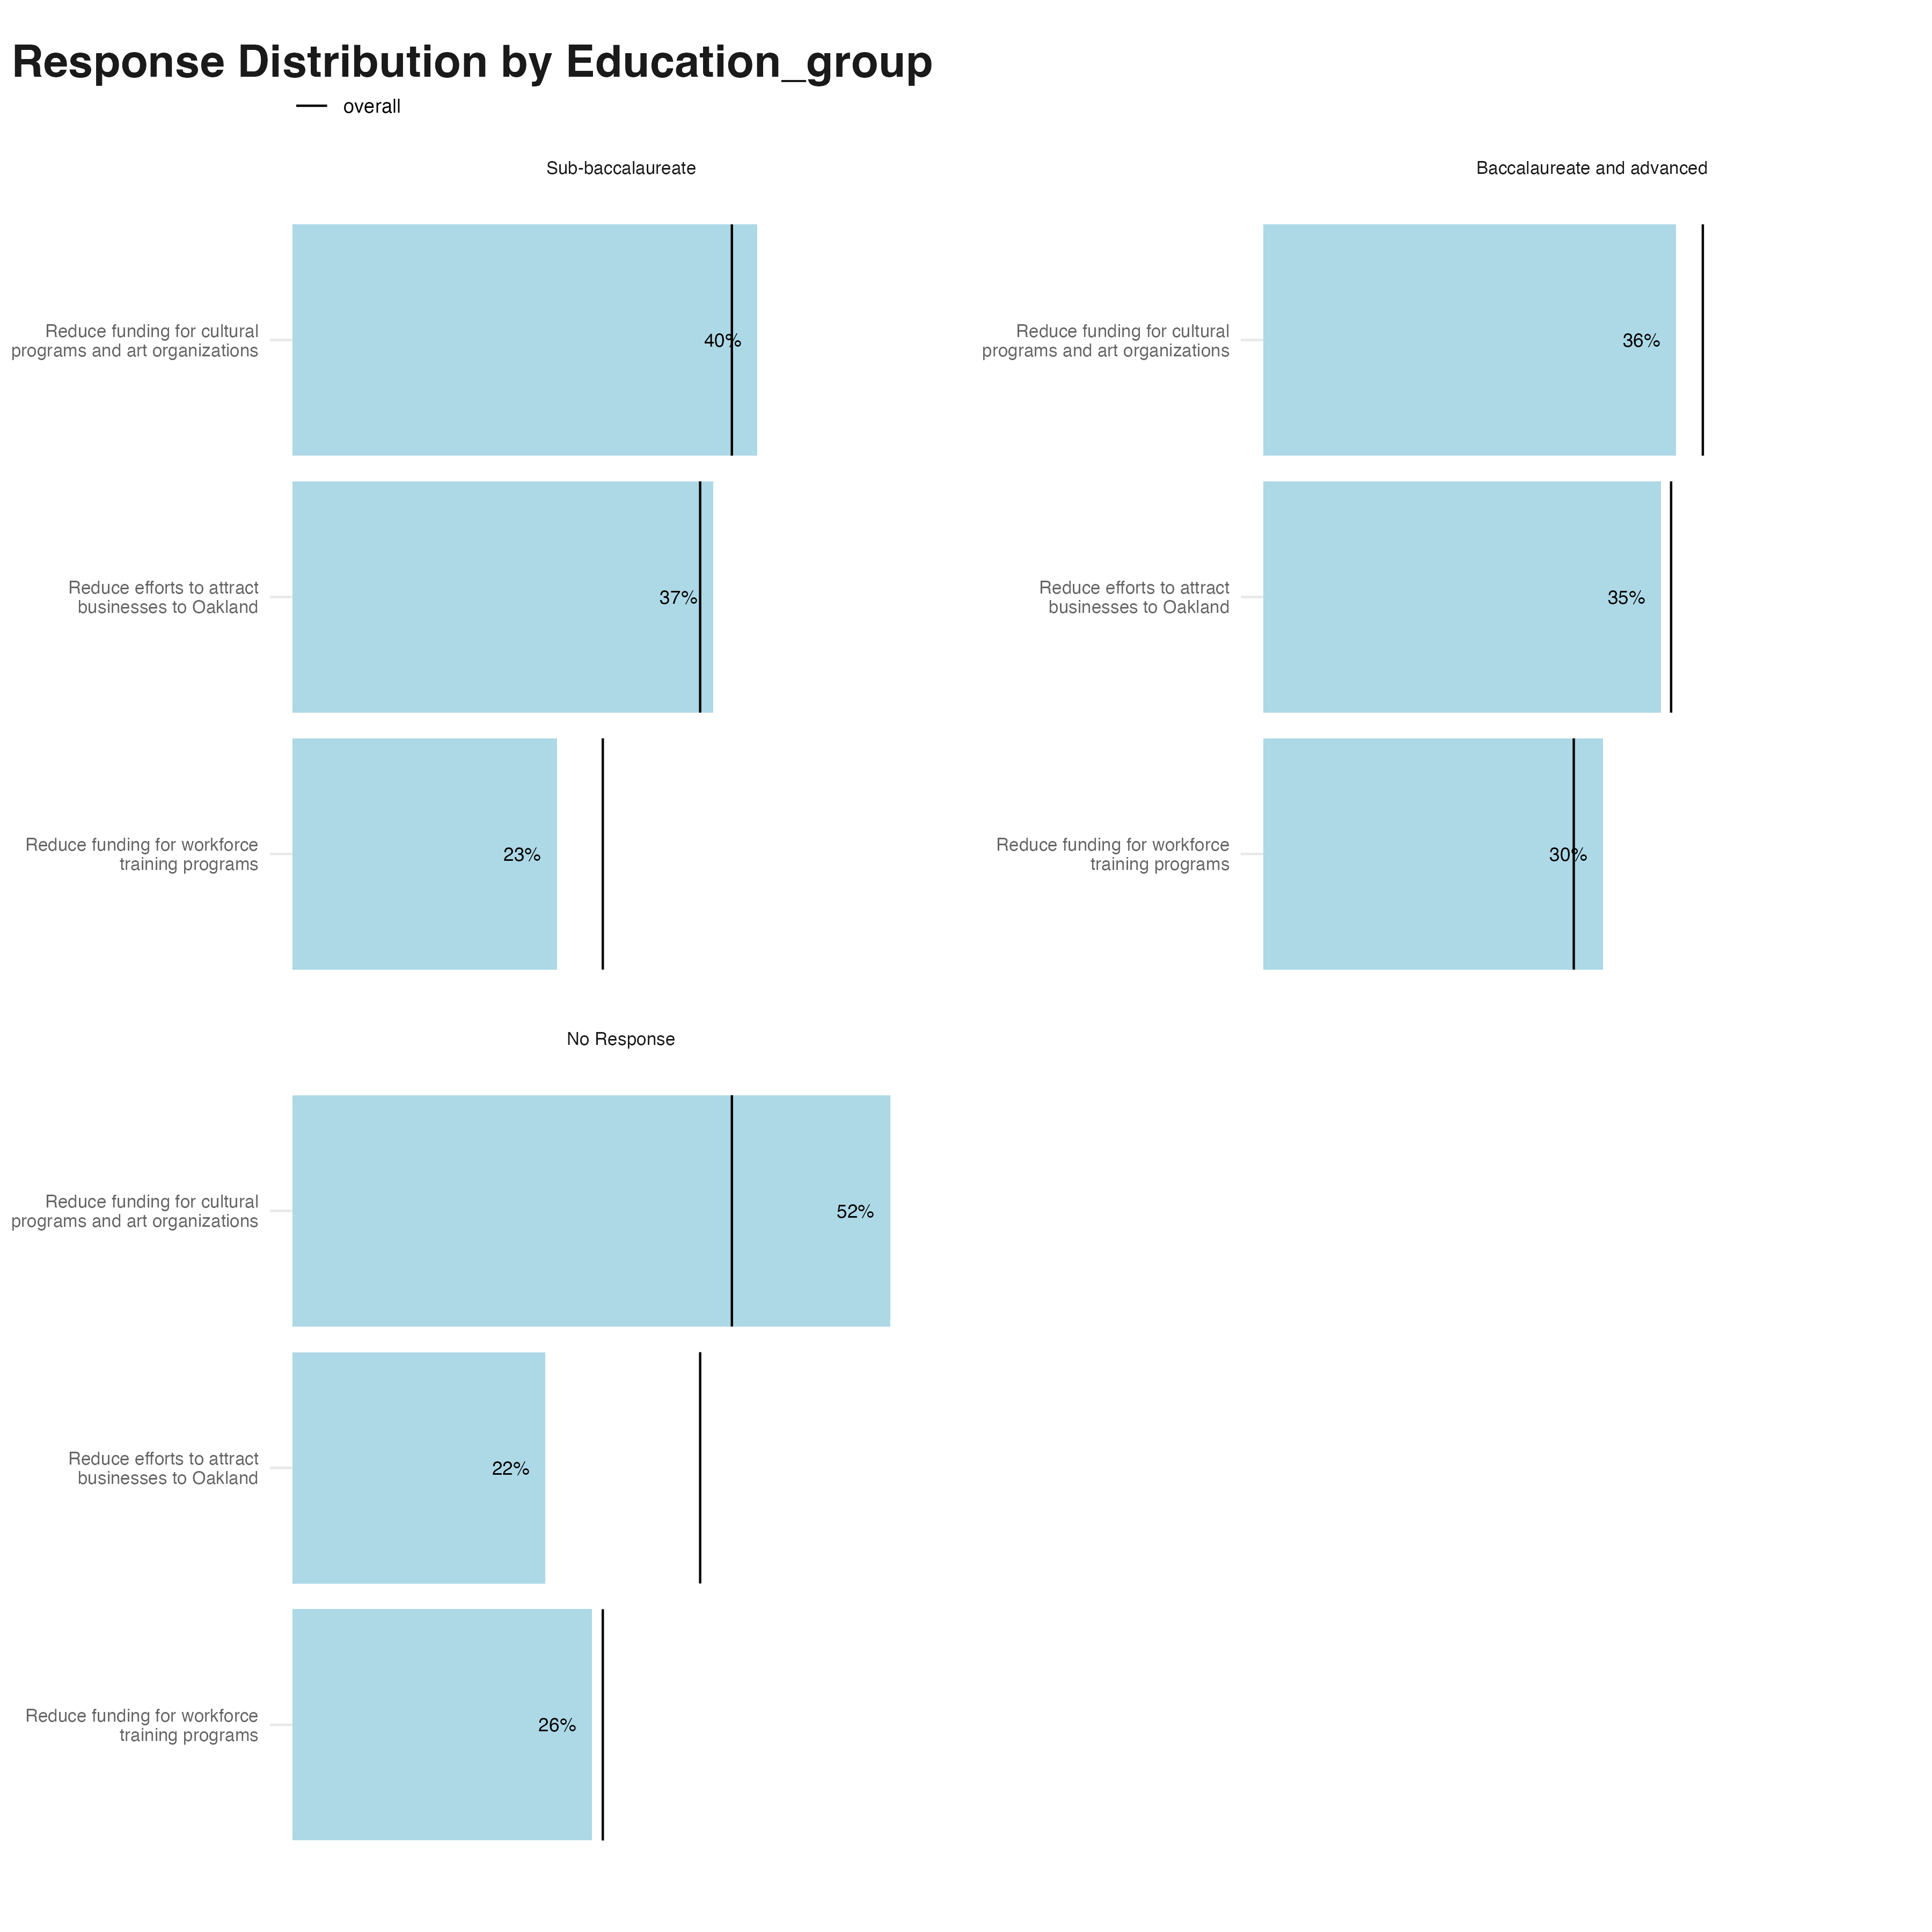 Response Distribution by Education_group
overall
Sub-baccalaureate
Reduce funding for cultural
programs and art organizations
40%
Reduce efforts to attract
businesses to Oakland
37%
Reduce funding for workforce
training programs
23%
Baccalaureate and advanced
Reduce funding for cultural
programs and art organizations
36%
Reduce efforts to attract
businesses to Oakland
35%
Reduce funding for workforce
training programs
30%
No Response
Reduce funding for cultural
programs and art organizations
52%
Reduce efforts to attract
businesses to Oakland
22%
Reduce funding for workforce
training programs
26%